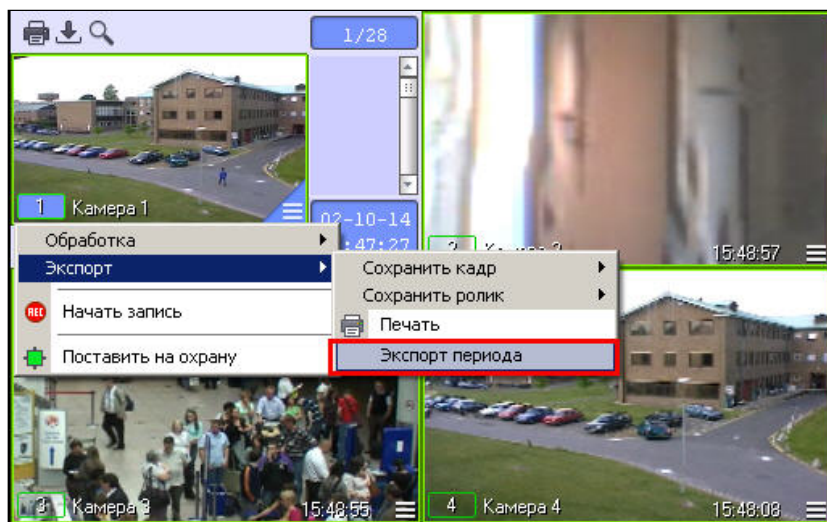 1/28
1 Камера 1
02-10-14
:47:27
Обработка
Экспорт
Начать запись
Поставить на охрану
Сохранить кадр
Сохранить ролик
Печать
Экспорт периода
15:48:57
3 Камера 3
15:48:55
4 Камера 4
15:48:08